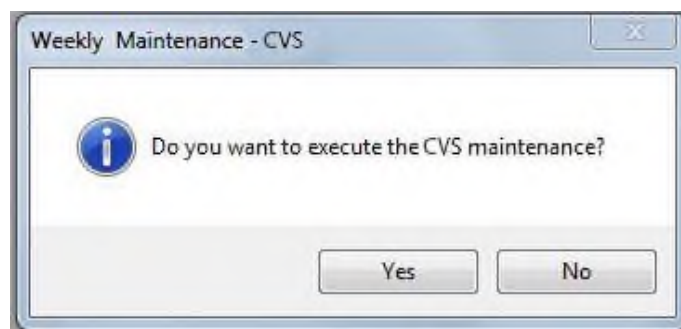 Weekly  Maintenance - CVS
Do you want to execute the CVS maintenance?
Yes
No